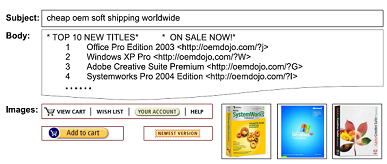 Subject: cheap oem soft shipping worldwide
Body: * TOP 10 NEW TITLES* * ON SALE NOW!*
1 Office Pro Edition 2003 <http://oemdojo.com/?j>
2 Windows XP Pro <http://oemdojo.com/?W>
3 Adobe Creative Suite Premium <http://oemdojo.com/?G>
4 Systemworks Pro 2004 Edition <http://oemdojo.com/?I>
••••••
Images: VIEW CART | WISH LIST | YOUR ACCOUNT | HELP
Add to cart NEWEST VERSION
SystemWorks